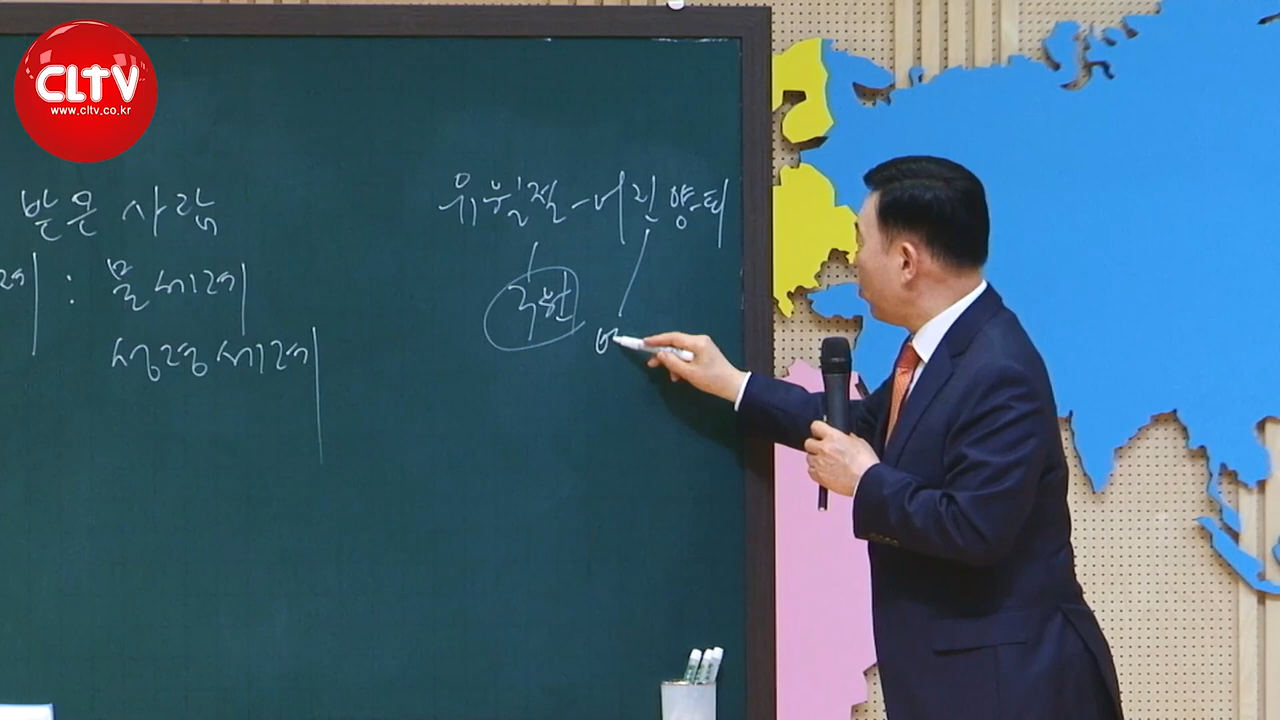 CLTV
www.cltv.co.kr
받은 사람
례 : 물세례
성령세례
유월절 - 어린양 피
구원